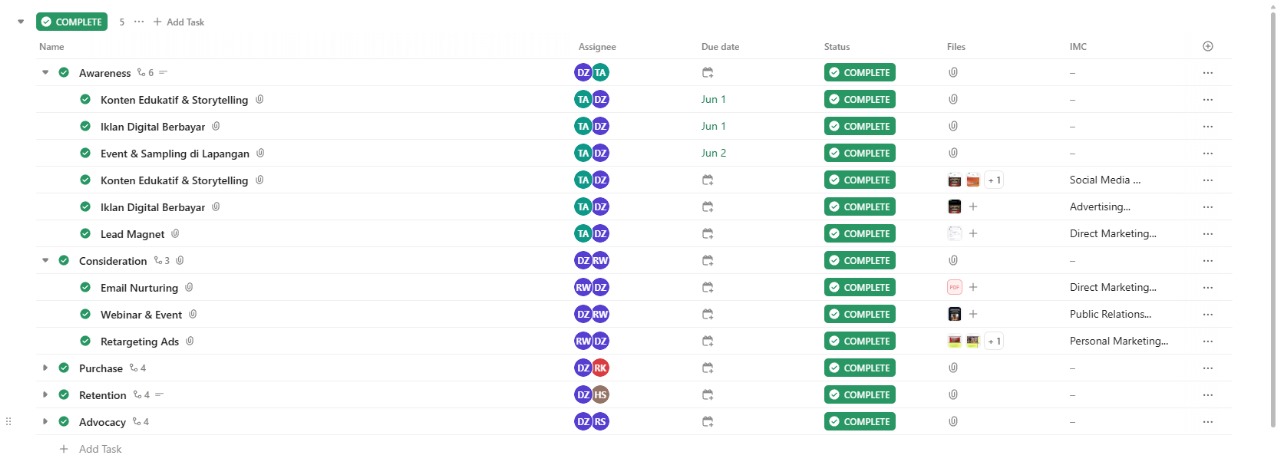 COMPLETE 5 ... + Add Task
Name Assignee Due date Status Files IMC
Awareness 6 DZ TA COMPLETE –
Konten Edukatif & Storytelling TA DZ Jun 1 COMPLETE –
Iklan Digital Berbayar TA DZ Jun 1 COMPLETE –
Event & Sampling di Lapangan TA DZ Jun 2 COMPLETE –
Konten Edukatif & Storytelling TA DZ COMPLETE + 1 Social Media ...
Iklan Digital Berbayar TA DZ COMPLETE + Advertising...
Lead Magnet TA DZ COMPLETE + Direct Marketing...
Consideration 3 DZ RW COMPLETE –
Email Nurturing RW DZ COMPLETE PDF + Direct Marketing...
Webinar & Event DZ RW COMPLETE + Public Relations...
Retargeting Ads RW DZ COMPLETE + 1 Personal Marketing...
Purchase 4 DZ RK COMPLETE –
Retention 4 DZ HS COMPLETE –
Advocacy 4 DZ RS COMPLETE –
+ Add Task